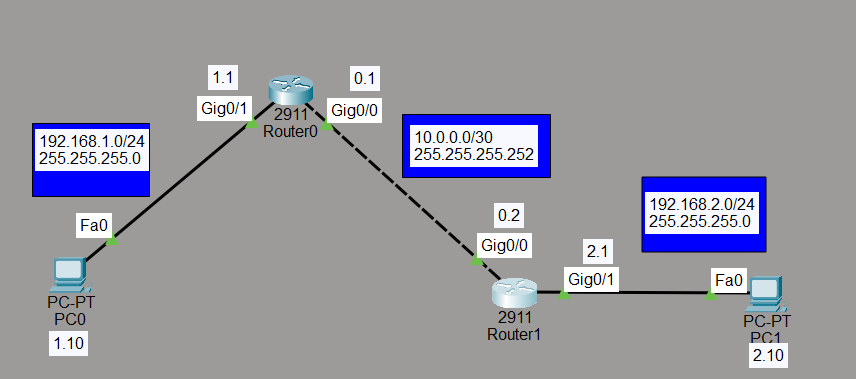 1.1
0.1
Gig0/1
Gig0/0
2911
Router0
192.168.1.0/24
255.255.255.0
10.0.0.0/30
255.255.255.252
192.168.2.0/24
255.255.255.0
Fa0
0.2
Gig0/0
2.1
Gig0/1
Fa0
PC-PT
PC0
1.10
2911
Router1
PC-PT
PC1
2.10